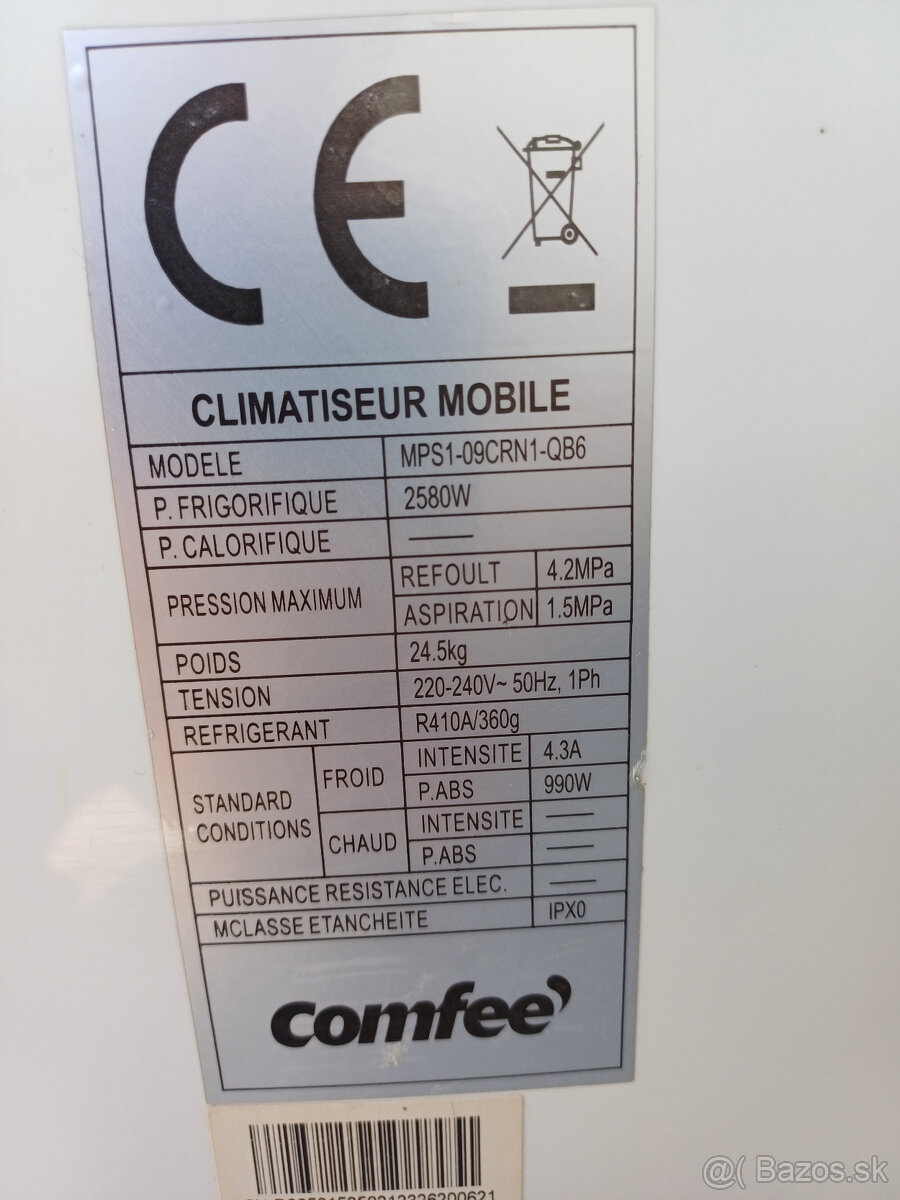 CE
CLIMATISEUR MOBILE
MODELE MPS1-09CRN1-QB6
P. FRIGORIFIQUE 2580W
P. CALORIFIQUE ——
PRESSION MAXIMUM REFOULT 4.2MPa
ASPIRATION 1.5MPa
POIDS 24.5kg
TENSION 220-240V~ 50Hz, 1Ph
REFRIGERANT R410A/360g
STANDARD CONDITIONS FROID INTENSITE 4.3A
P.ABS 990W
CHAUD INTENSITE ——
P.ABS ——
PUISSANCE RESISTANCE ELEC. ——
MCLASSE ETANCHEITE IPX0
comfee'
@( Bazos.sk